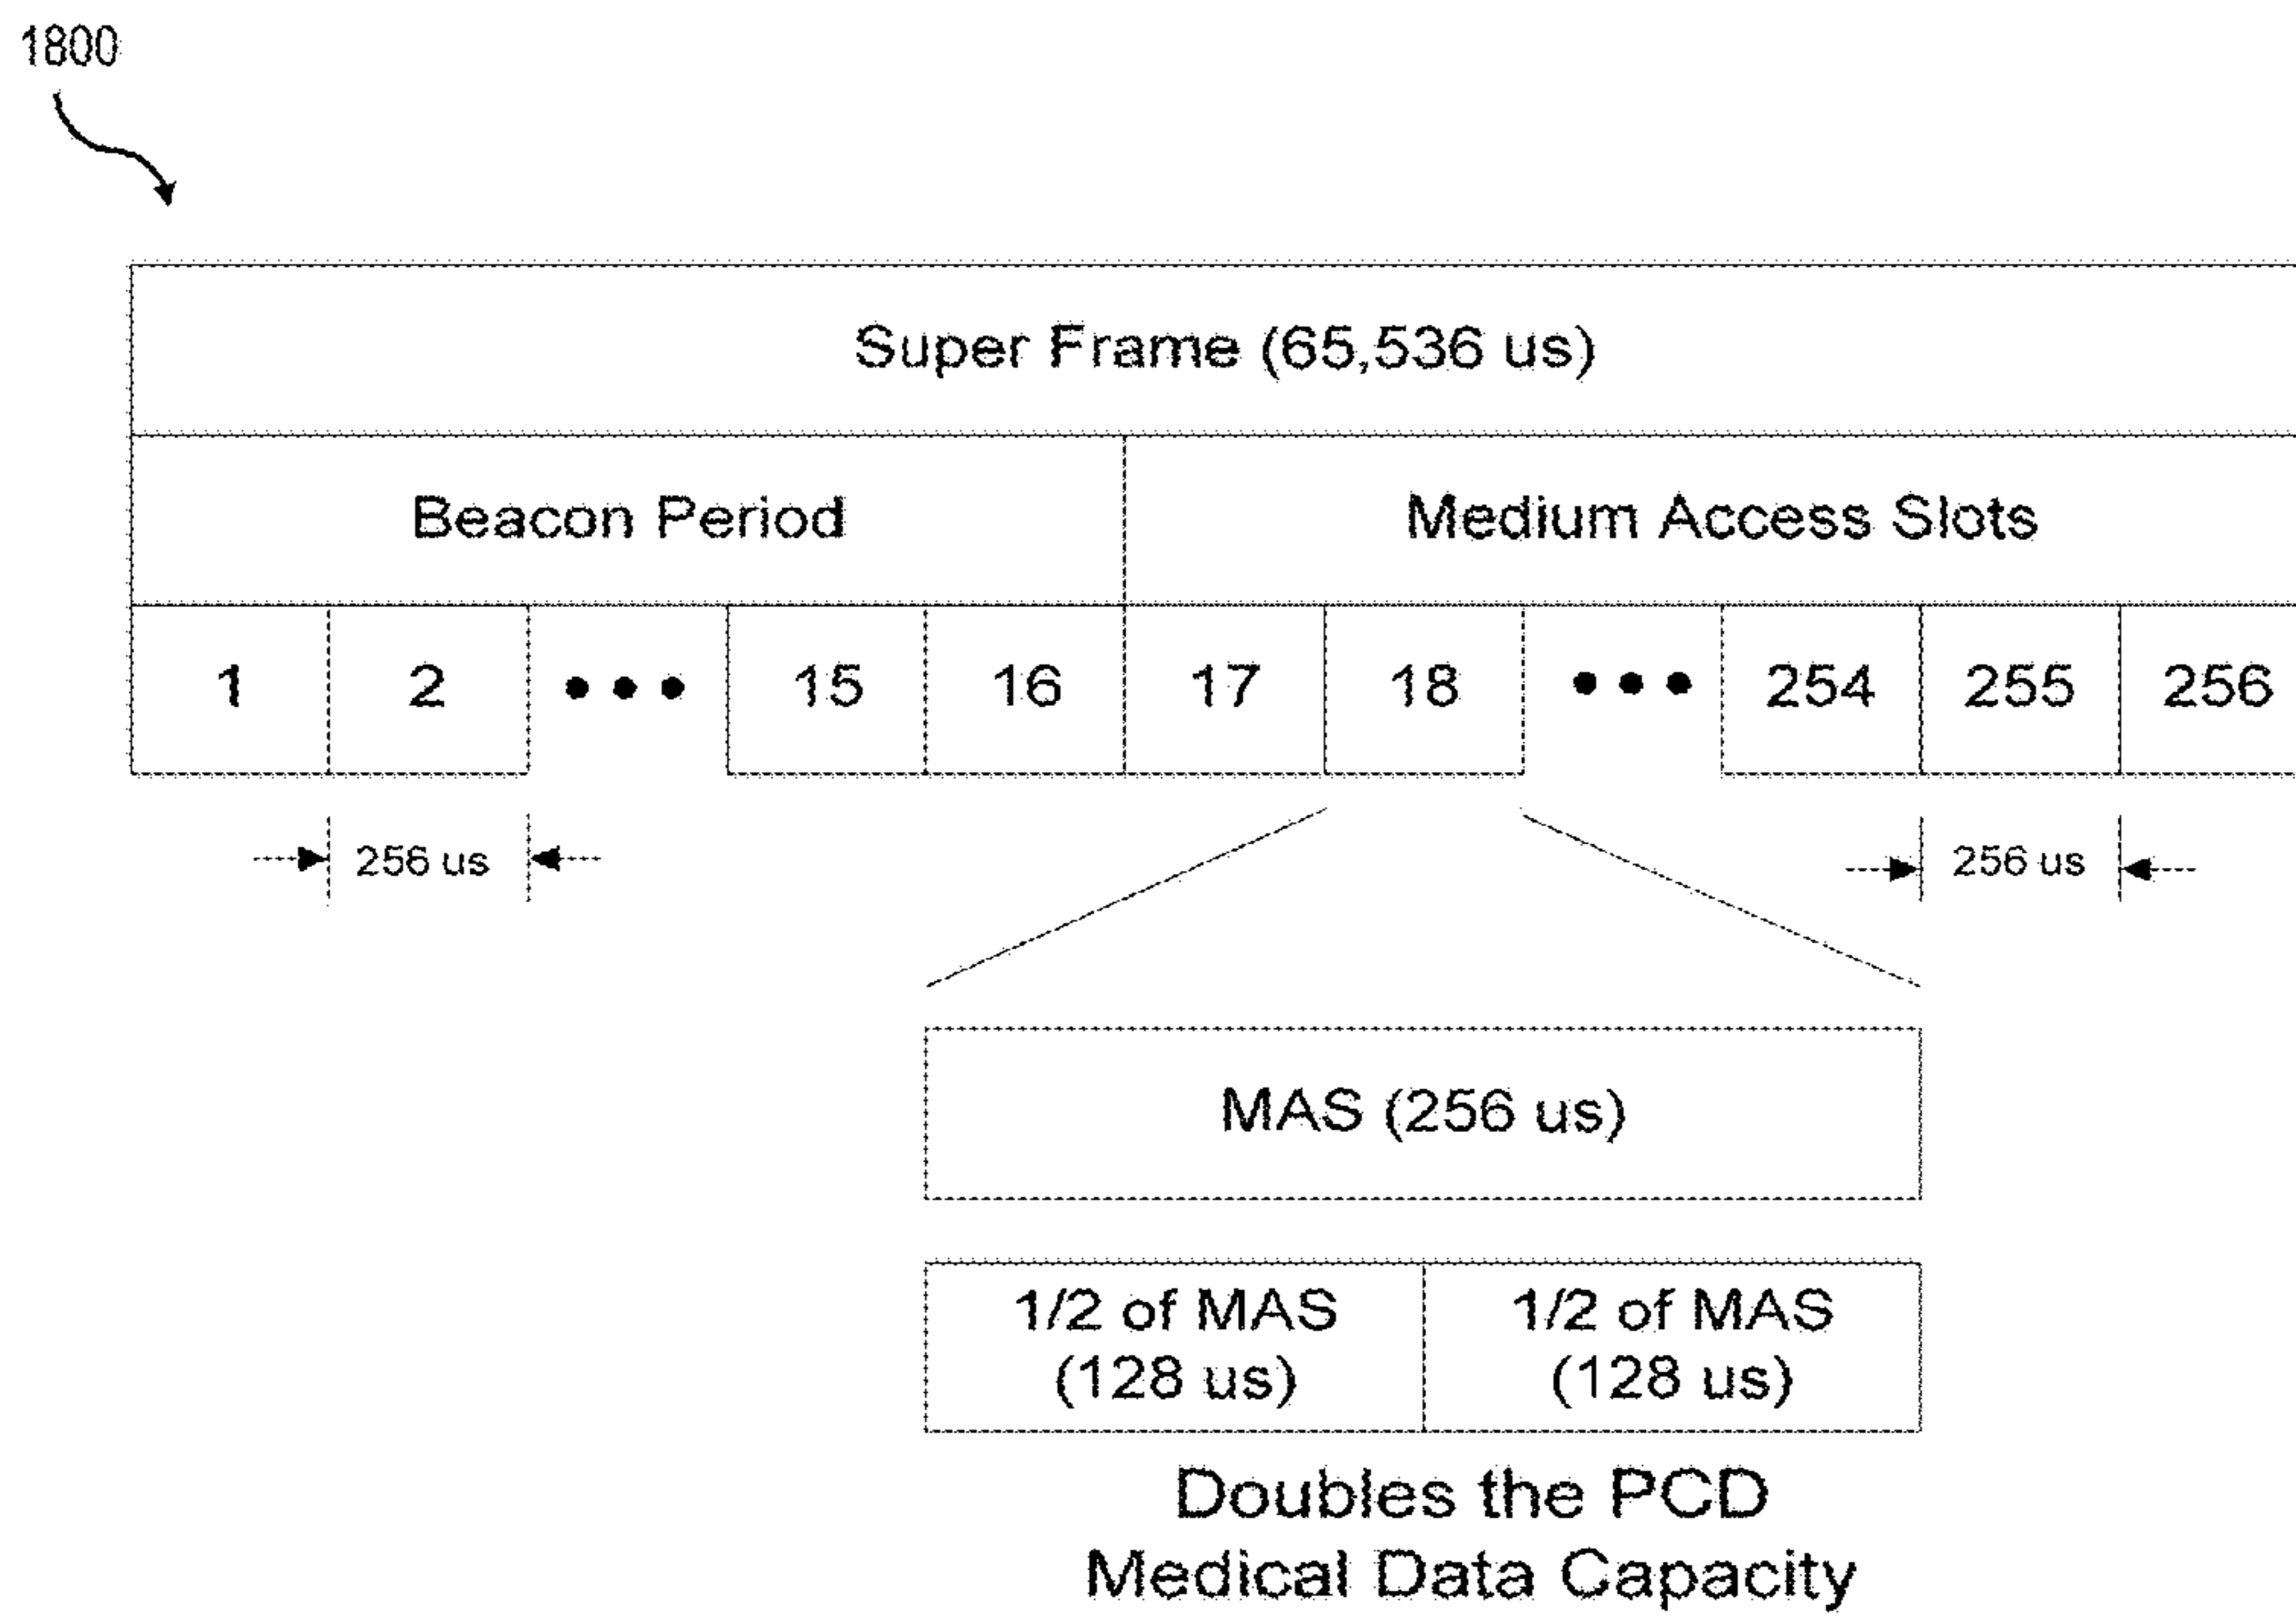 1800
Super Frame (65,536 us)
Beacon Period Medium Access Slots
1 2 ••• 15 16 17 18 ••• 254 255 256
256 us 256 us
MAS (256 us)
1/2 of MAS 1/2 of MAS
(128 us) (128 us)
Doubles the PCD
Medical Data Capacity